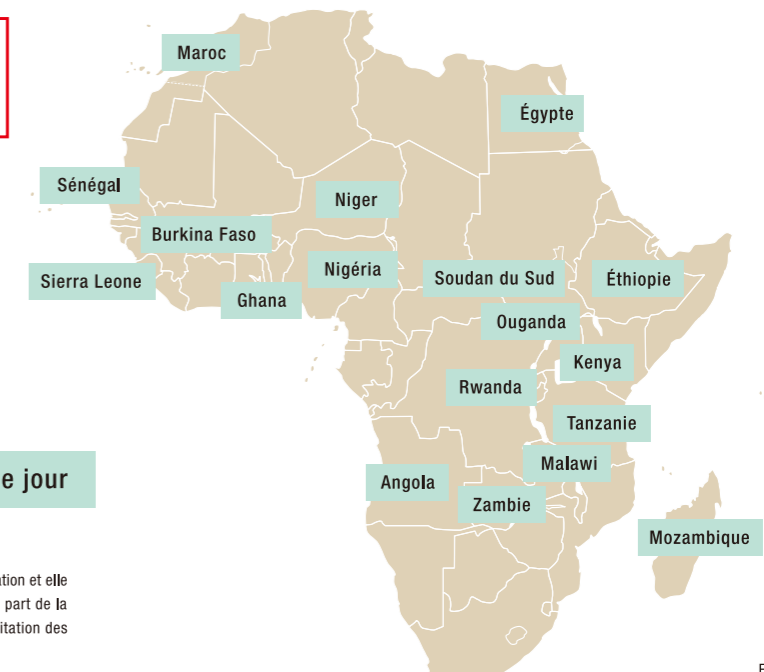 Maroc
Égypte
Sénégal
Niger
Burkina Faso
Nigéria
Soudan du Sud
Éthiopie
Sierra Leone
Ghana
Ouganda
Kenya
Rwanda
Tanzanie
Malawi
Angola
Zambie
Mozambique
e jour
ation et elle
part de la
itation des